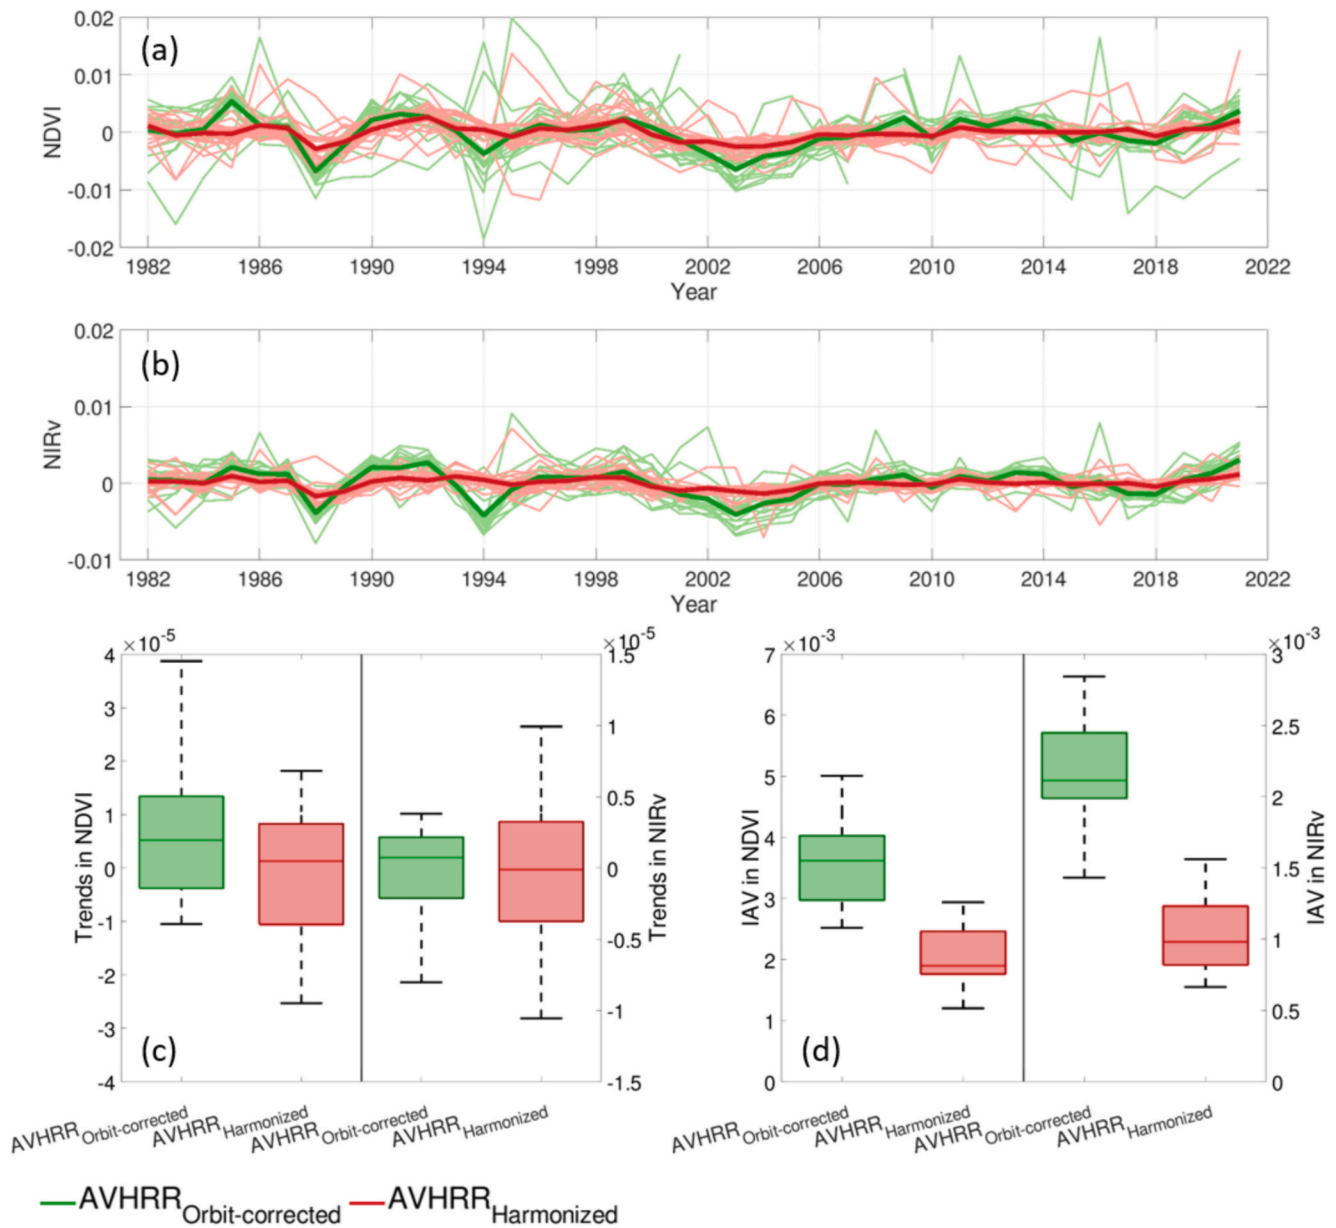 0.02
(a)
0.01
NDVI
0
-0.01
-0.02
1982 1986 1990 1994 1998 2002 2006 2010 2014 2018 2022
Year
0.02
(b)
0.01
NIRv
0
-0.01
1982 1986 1990 1994 1998 2002 2006 2010 2014 2018 2022
Year
×10-5
4
3
2
1
0
-1
-2
-3
-4
Trends in NDVI
(c)
×10-5
1.5
1
0.5
0
-0.5
-1
-1.5
Trends in NIRv
AVHRR Orbit-corrected
AVHRR Harmonized
AVHRR Orbit-corrected
AVHRR Harmonized
×10-3
7
6
5
4
3
2
1
0
IAV in NDVI
(d)
×10-3
3
2.5
2
1.5
1
0.5
0
IAV in NIRv
AVHRR Orbit-corrected
AVHRR Harmonized
AVHRR Orbit-corrected
AVHRR Harmonized
AVHRR Orbit-corrected AVHRR Harmonized